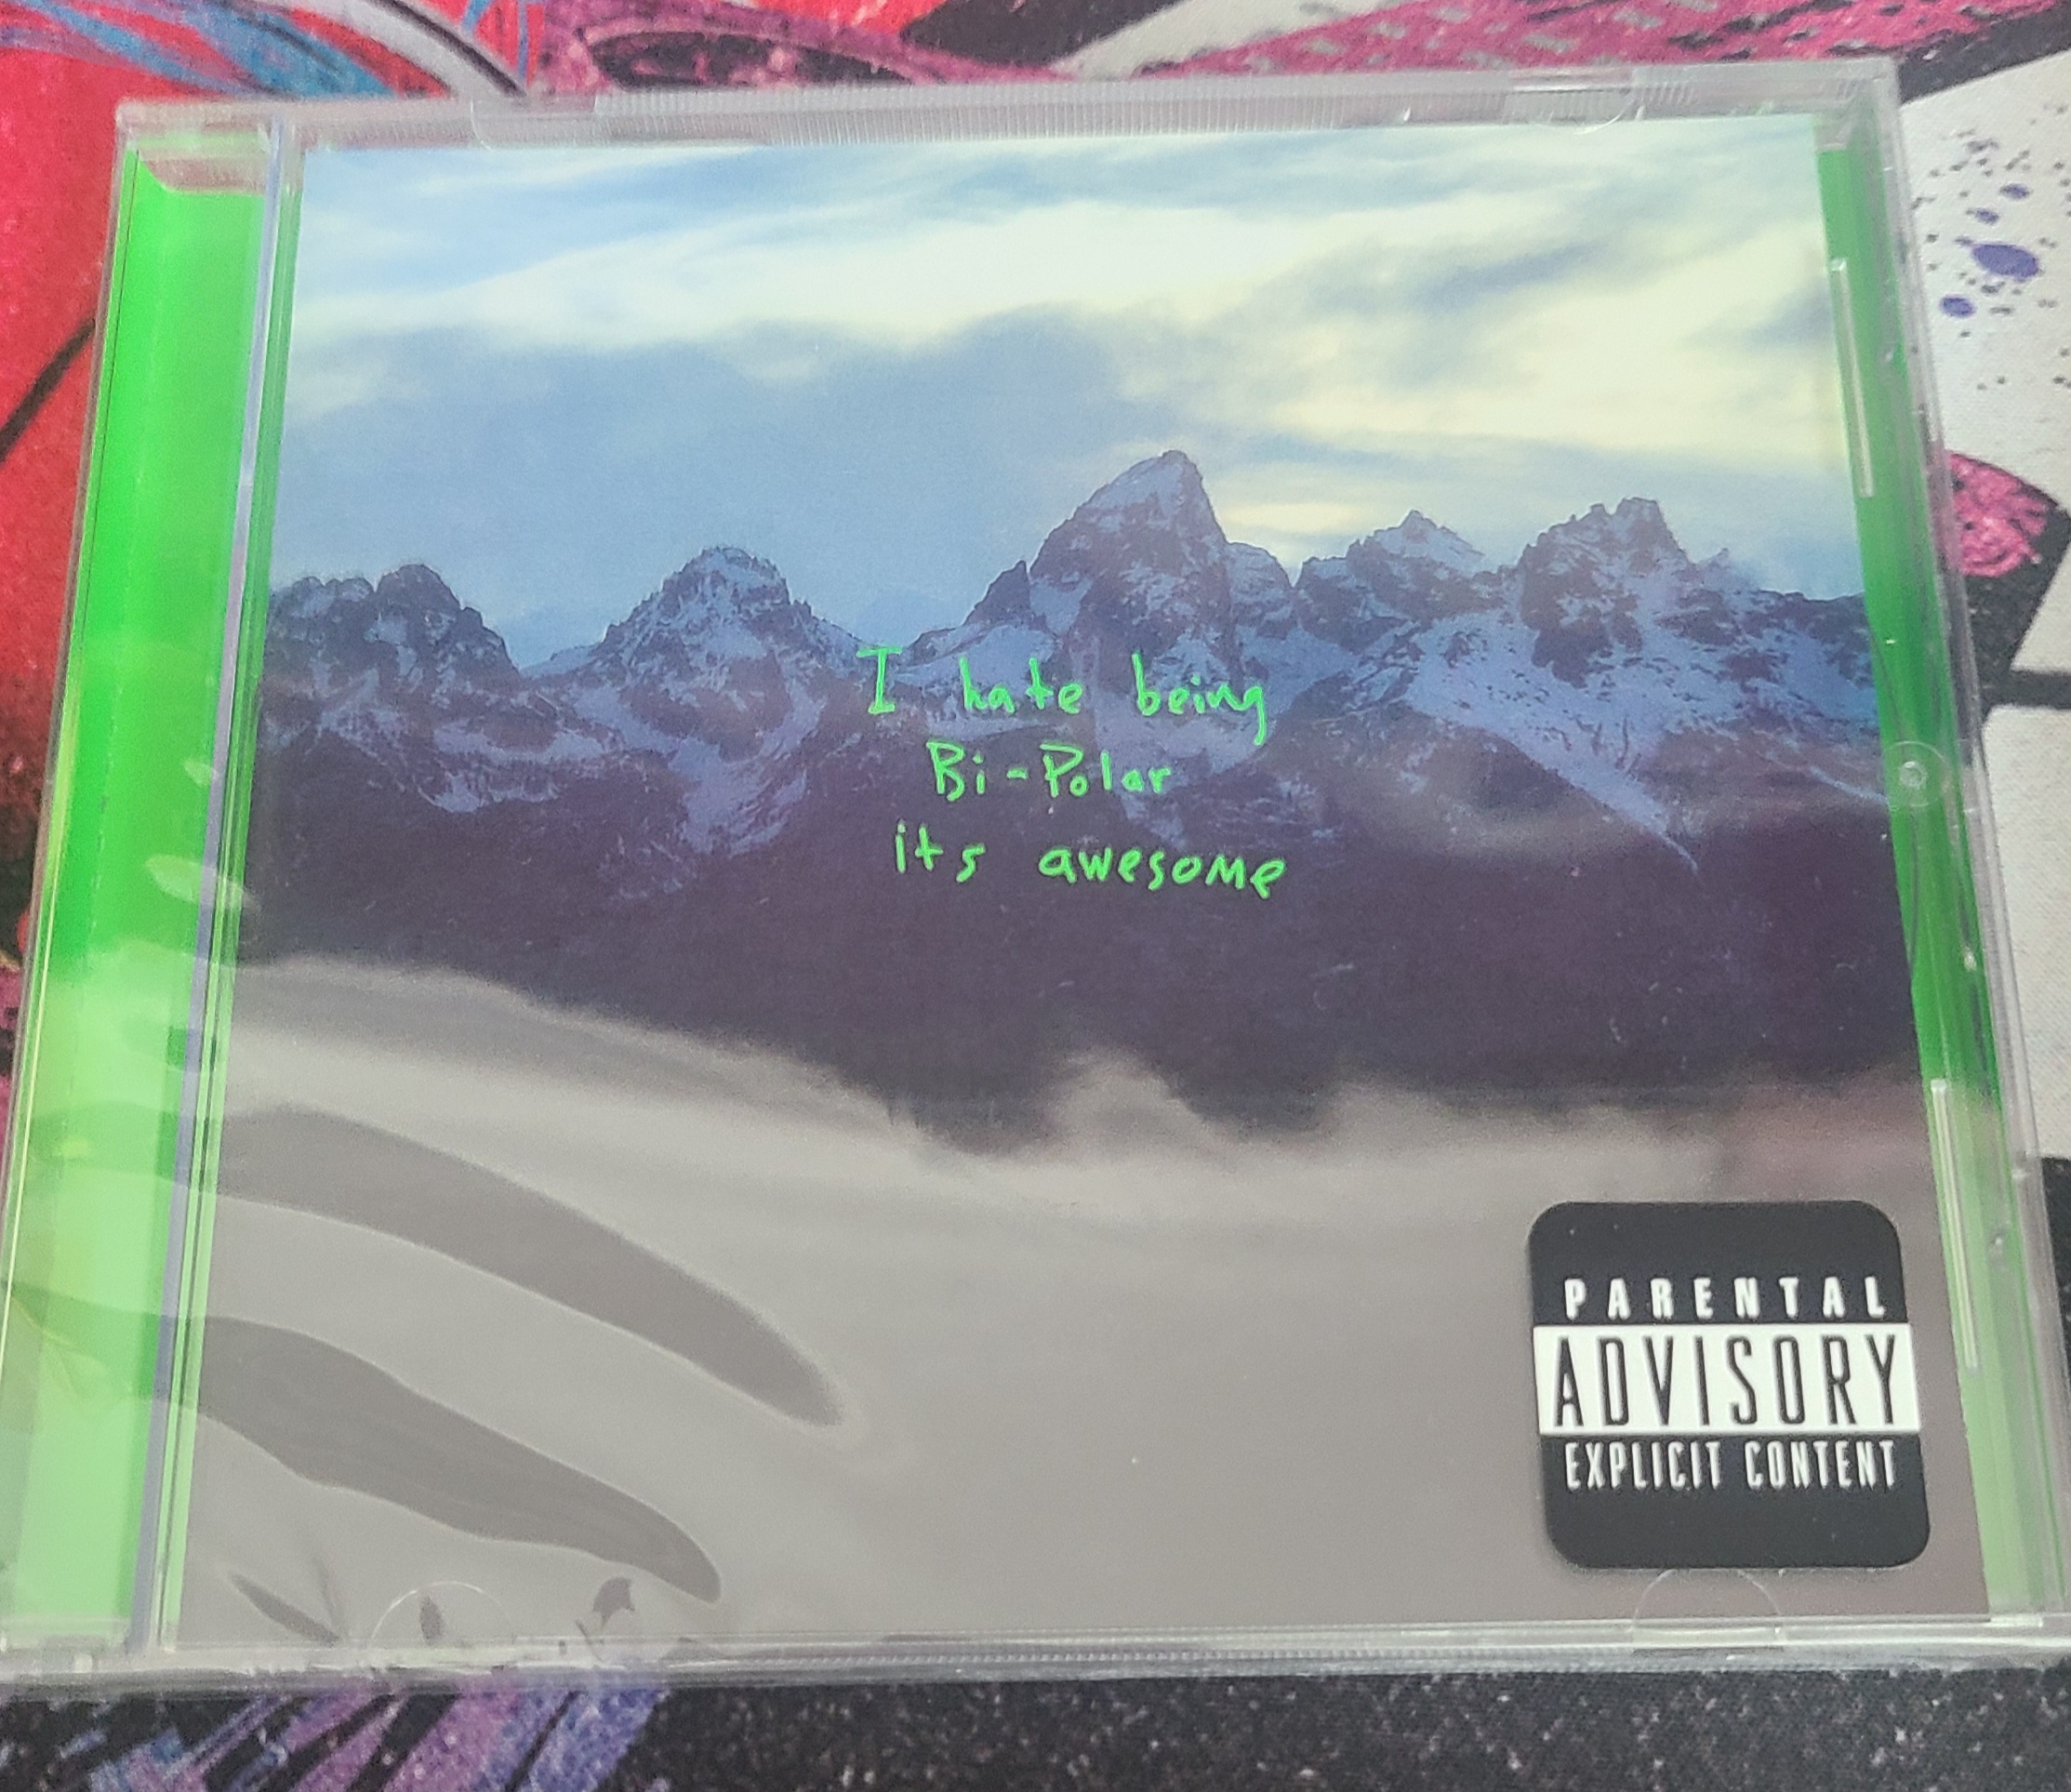 I hate being
Bi-Polar
its awesome
PARENTAL
ADVISORY
EXPLICIT CONTENT